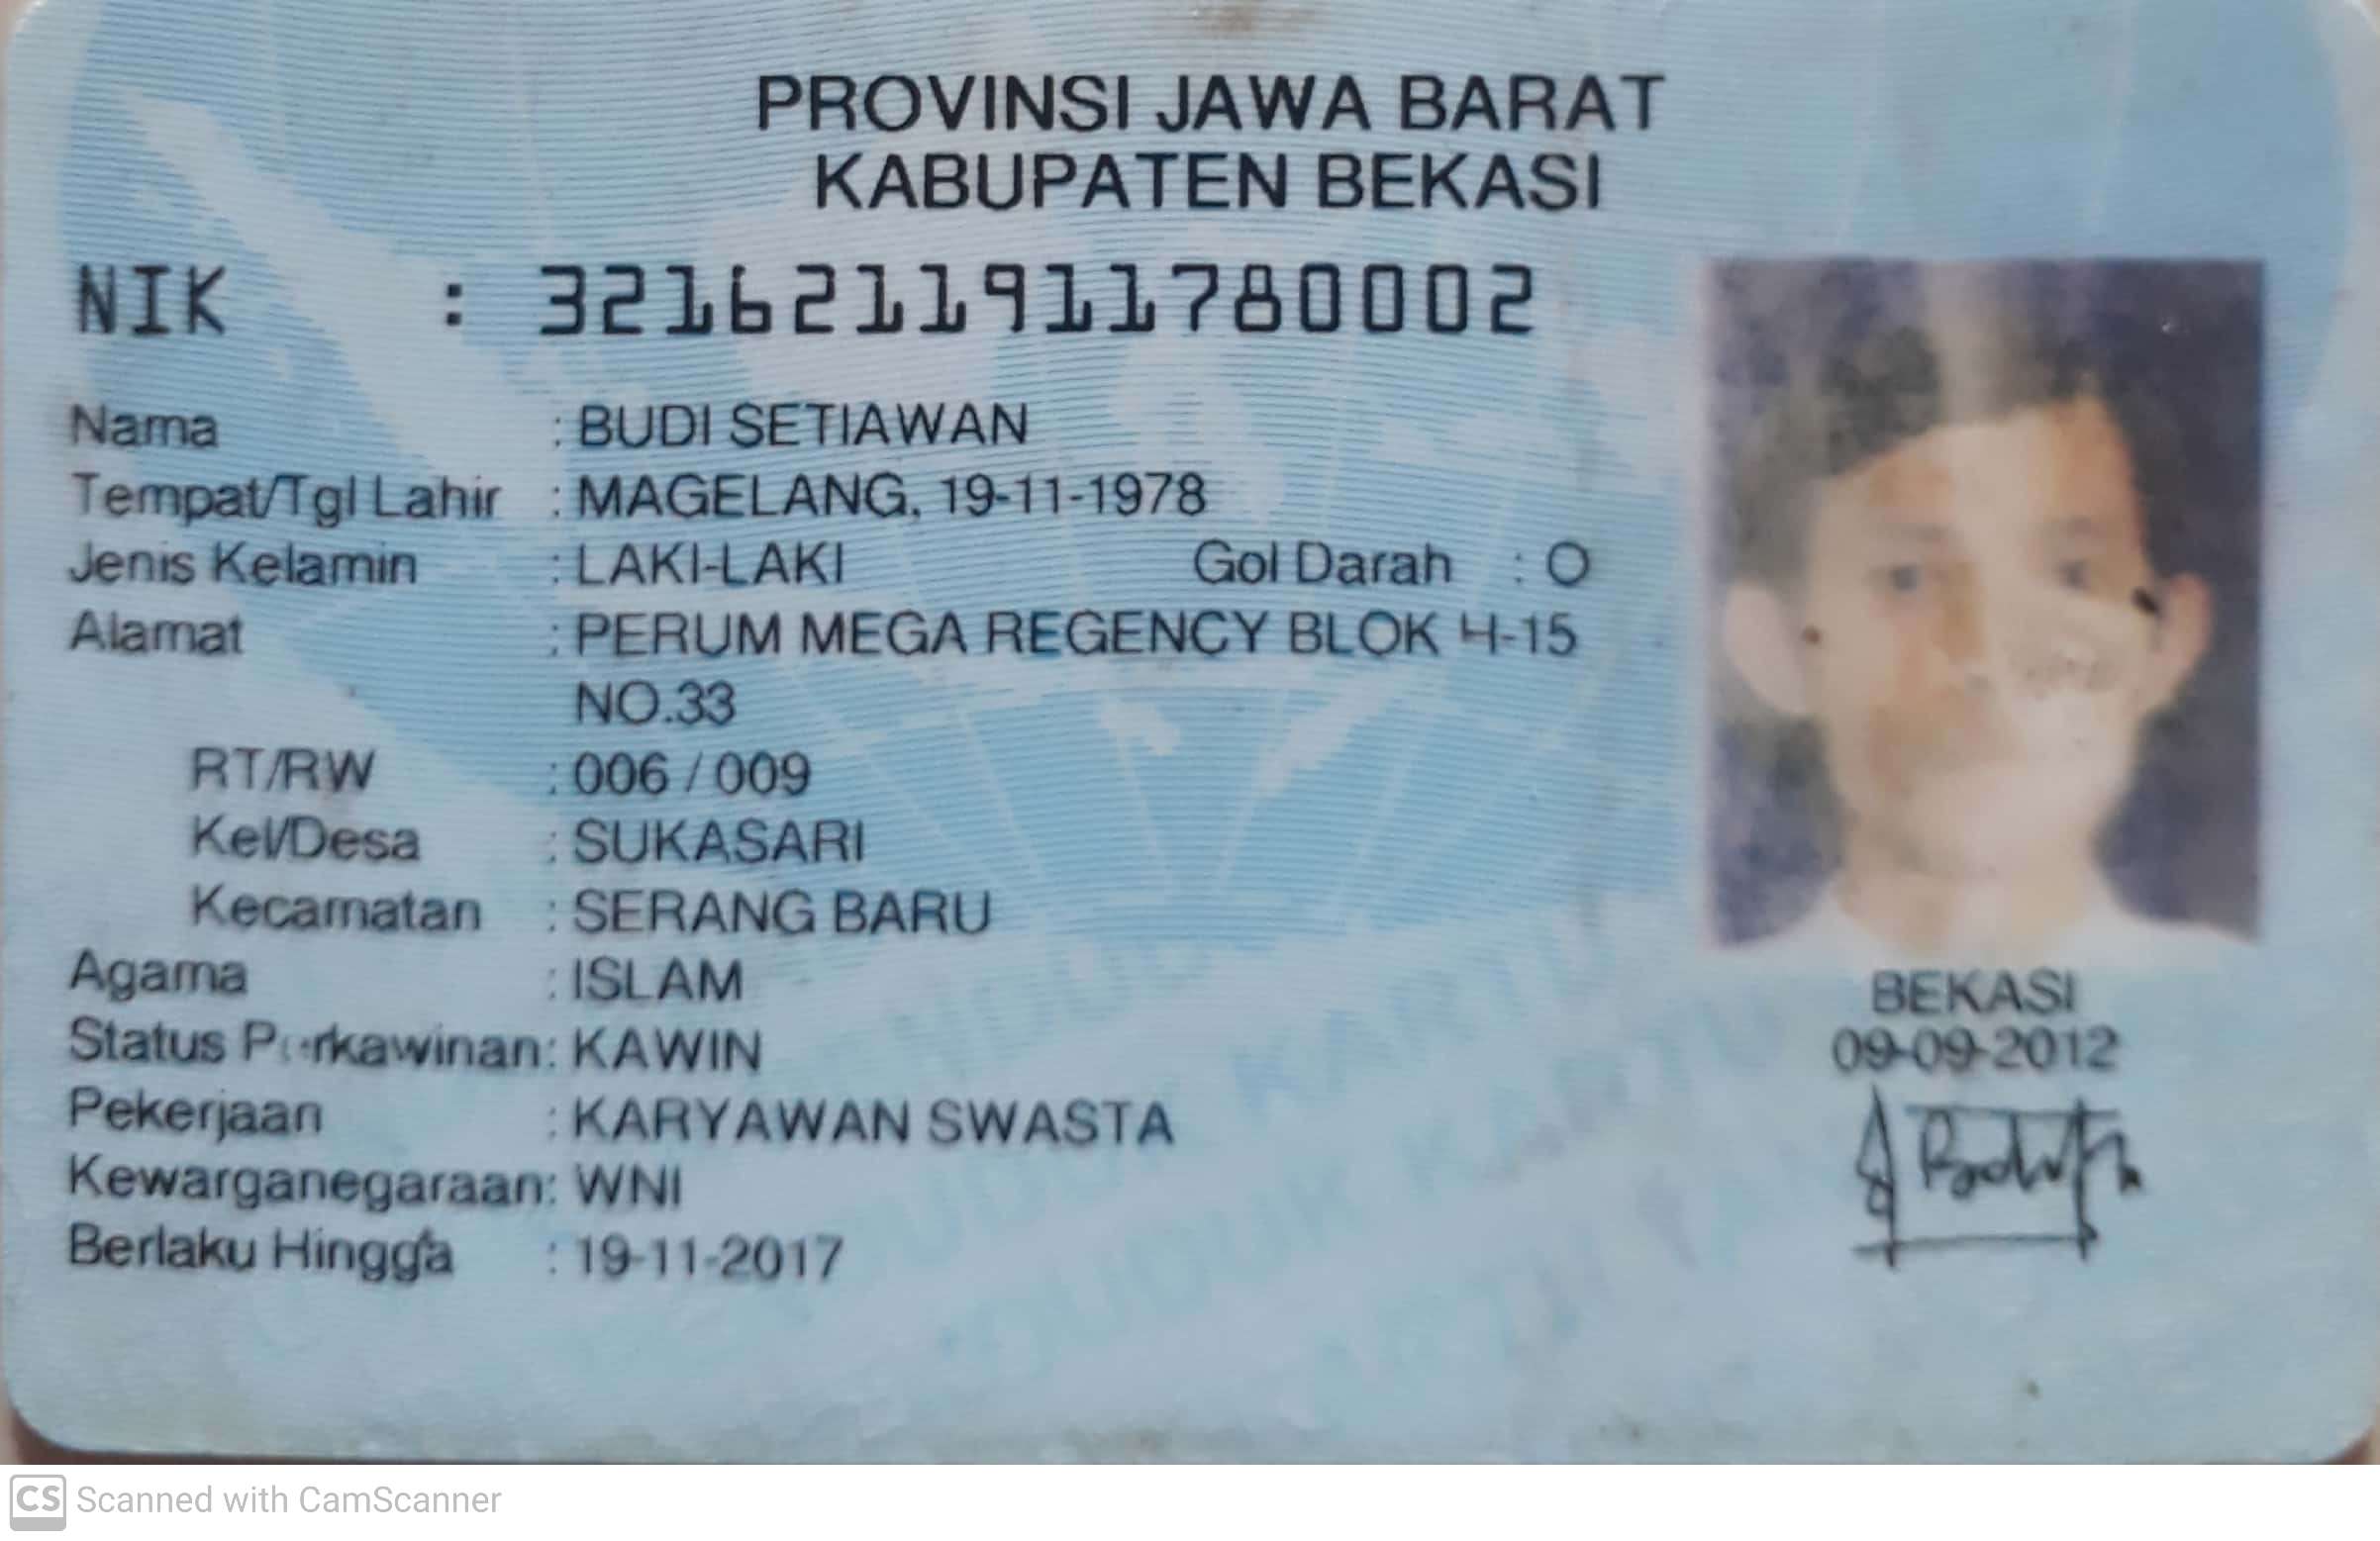 PROVINSI JAWA BARAT
KABUPATEN BEKASI
NIK : 3216211911780002
Nama : BUDI SETIAWAN
Tempat/Tgl Lahir : MAGELANG, 19-11-1978
Jenis Kelamin : LAKI-LAKI Gol Darah : O
Alamat : PERUM MEGA REGENCY BLOK H-15
NO.33
RT/RW : 006 / 009
Kel/Desa : SUKASARI
Kecamatan : SERANG BARU
Agama : ISLAM
Status Perkawinan: KAWIN
Pekerjaan : KARYAWAN SWASTA
Kewarganegaraan: WNI
Berlaku Hingga : 19-11-2017
BEKASI
09-09-2012
CS Scanned with CamScanner